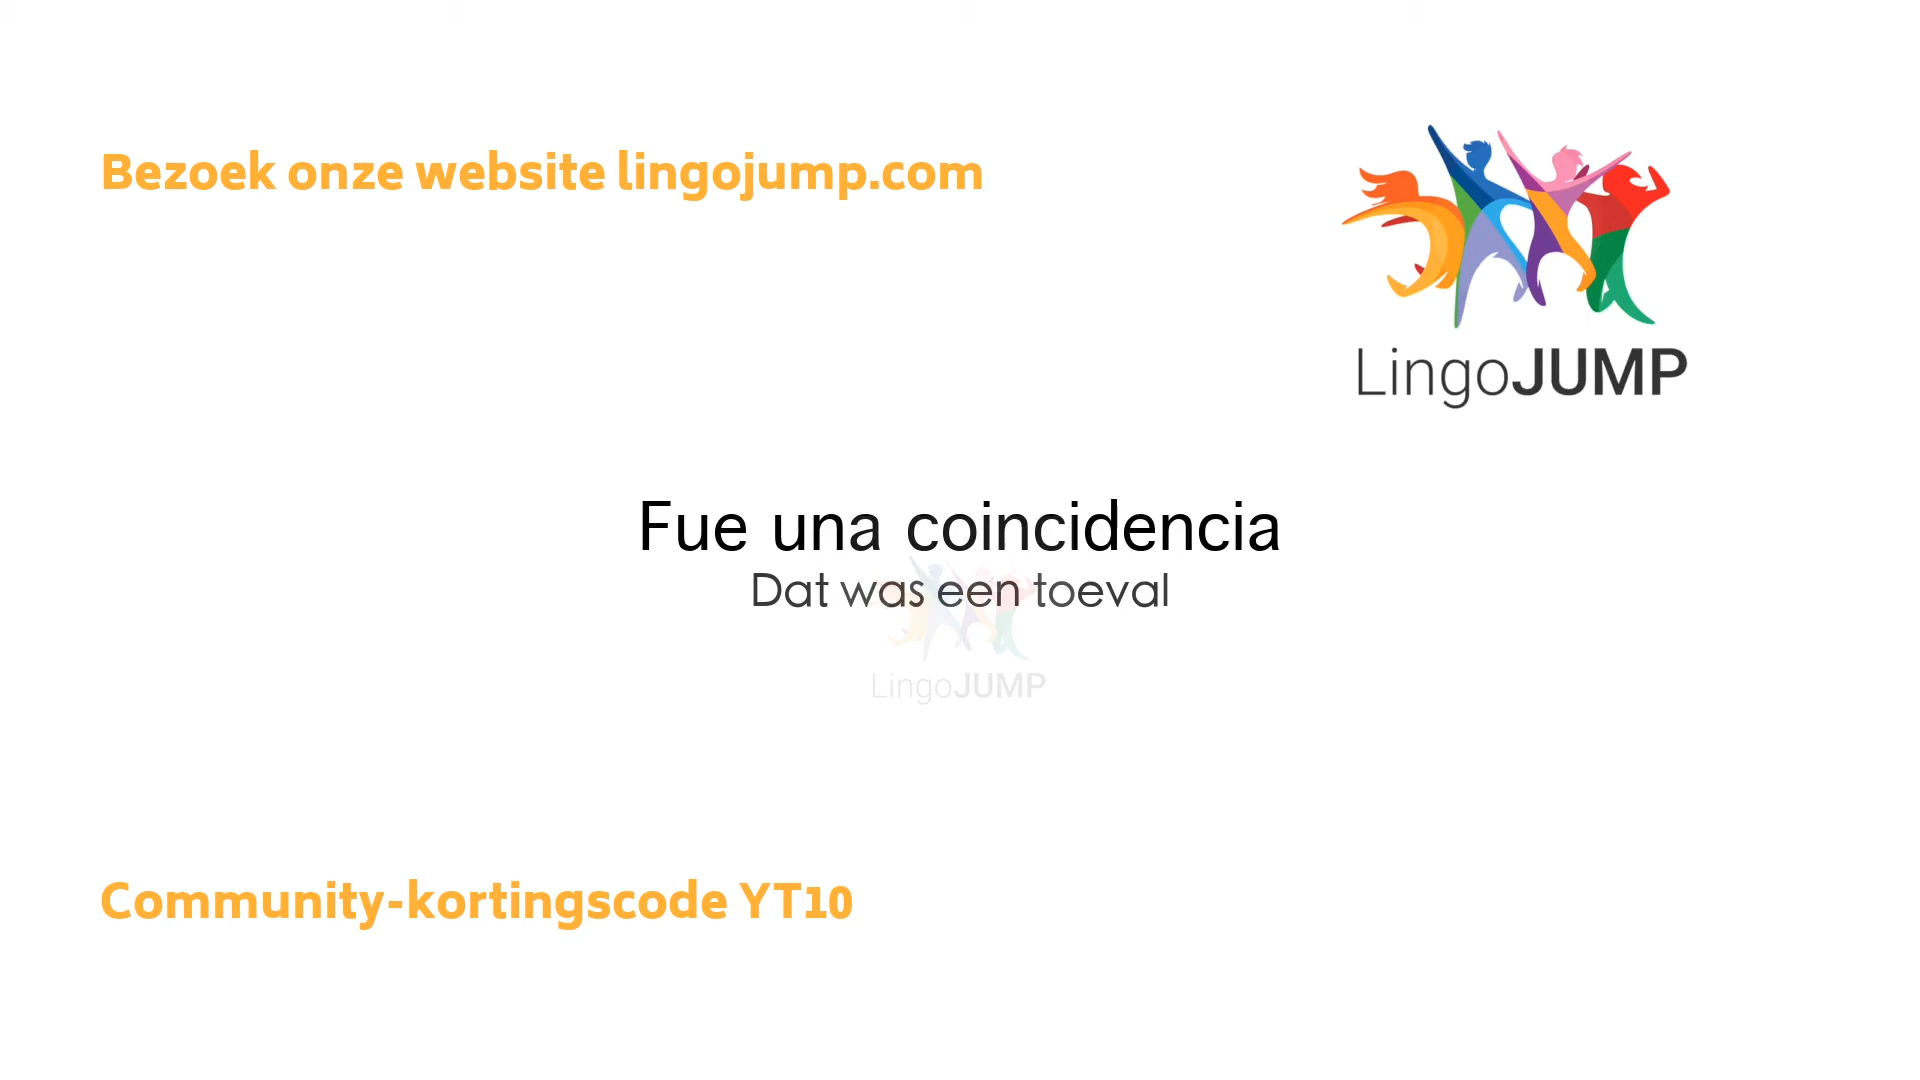 Bezoek onze website lingojump.com
LingoJUMP
Fue una coincidencia
Dat was een toeval
LingoJUMP
Community-kortingscode YT10